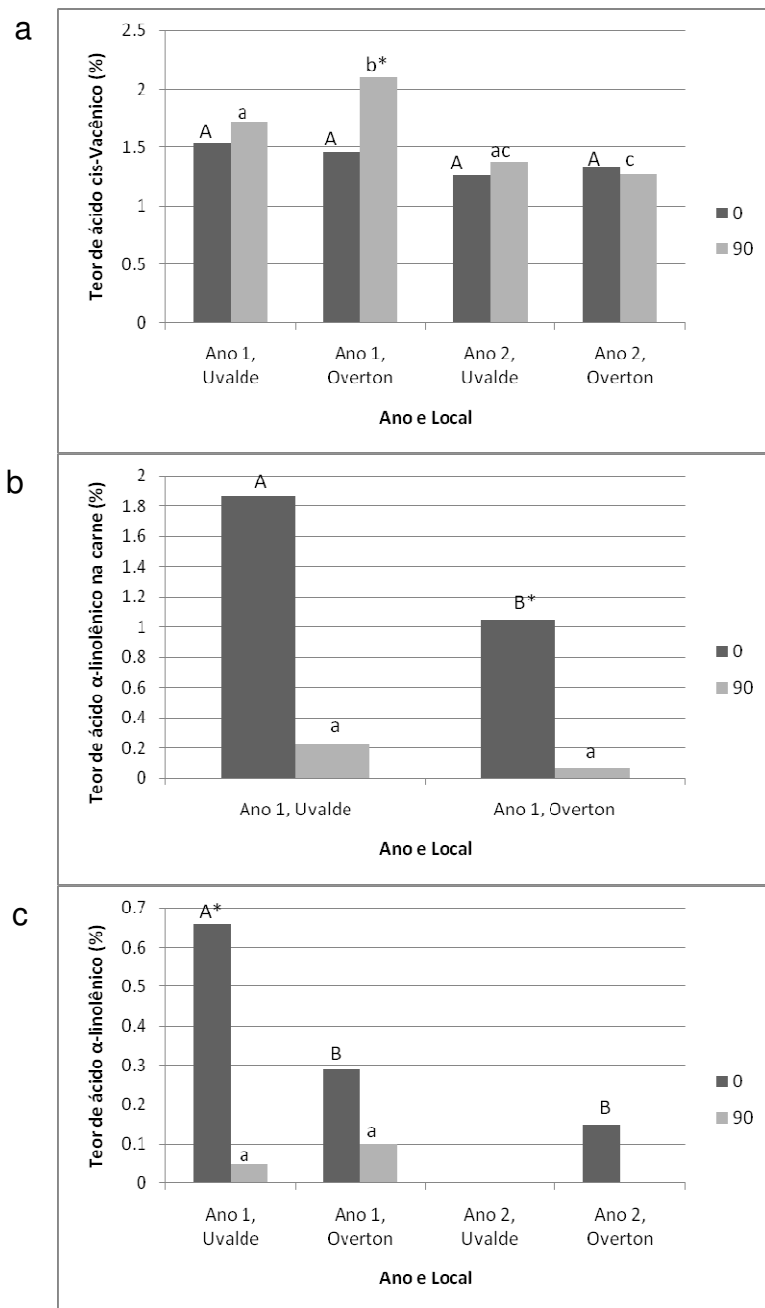 a
Teor de ácido cis-Vacênico (%)
2.5
2
1.5
1
0.5
0
A
a
A
b*
A
ac
A
c
0
90
Ano 1,
Uvalde
Ano 1,
Overton
Ano 2,
Uvalde
Ano 2,
Overton
Ano e Local
b
Teor de ácido α-linolênico na carne (%)
2
1.8
1.6
1.4
1.2
1
0.8
0.6
0.4
0.2
0
A
a
B*
a
0
90
Ano 1, Uvalde
Ano 1, Overton
Ano e Local
c
Teor de ácido α-linolênico (%)
0.7
0.6
0.5
0.4
0.3
0.2
0.1
0
A*
a
B
a
B
0
90
Ano 1,
Uvalde
Ano 1,
Overton
Ano 2,
Uvalde
Ano 2,
Overton
Ano e Local